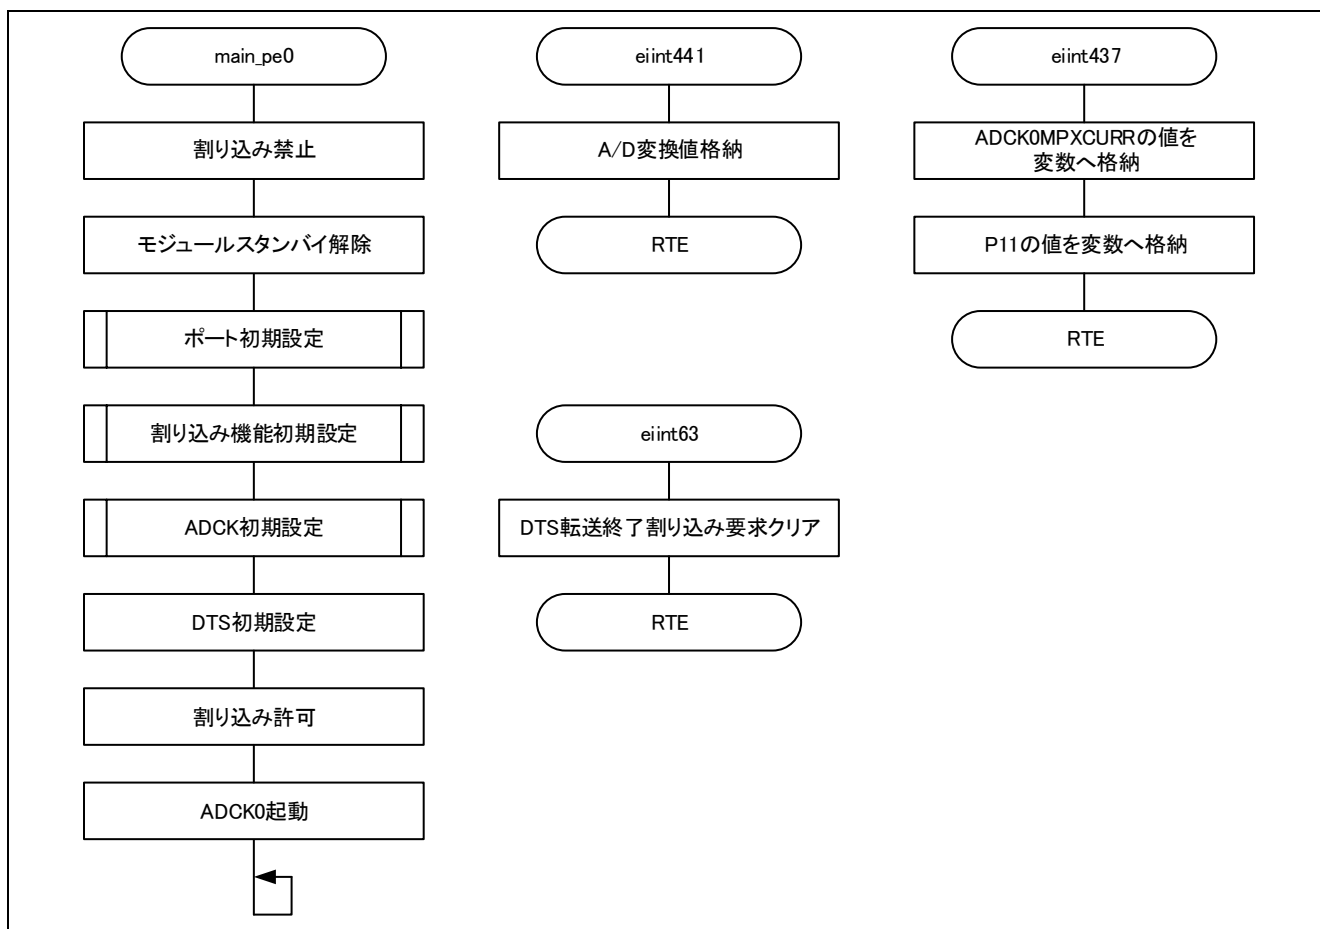 main_pe0
割り込み禁止
モジュールスタンバイ解除
ポート初期設定
割り込み機能初期設定
ADCK初期設定
DTS初期設定
割り込み許可
ADCK0起動
eiint441
A/D変換値格納
RTE
eiint63
DTS転送終了割り込み要求クリア
RTE
eiint437
ADCK0MPXCURRの値を
変数へ格納
P11の値を変数へ格納
RTE